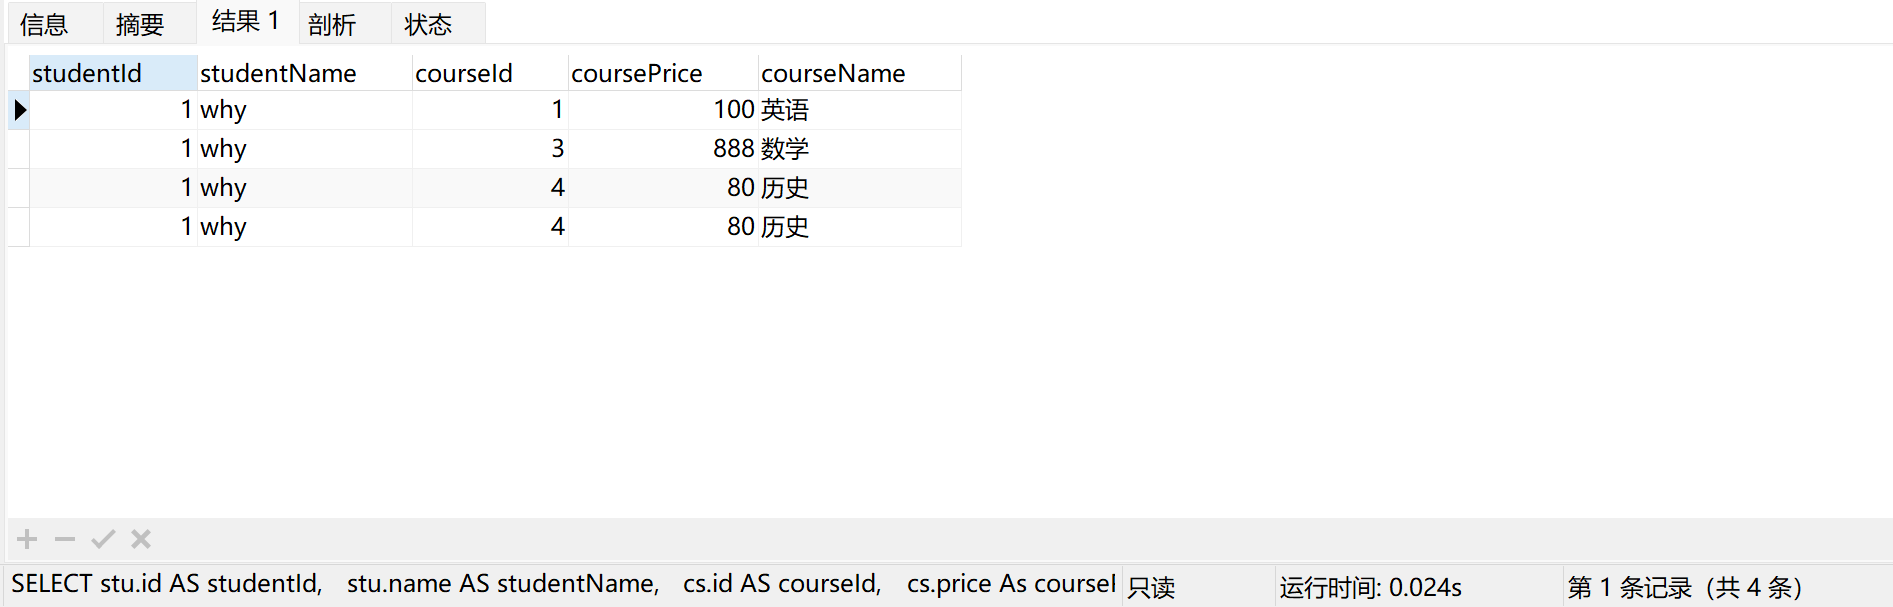 信息 摘要 结果 1 剖析 状态
studentId studentName courseId coursePrice courseName
1 why 1 100 英语
1 why 3 888 数学
1 why 4 80 历史
1 why 4 80 历史
SELECT stu.id AS studentId, stu.name AS studentName, cs.id AS courseId, cs.price As coursel 只读 运行时间: 0.024s 第 1 条记录（共 4 条）